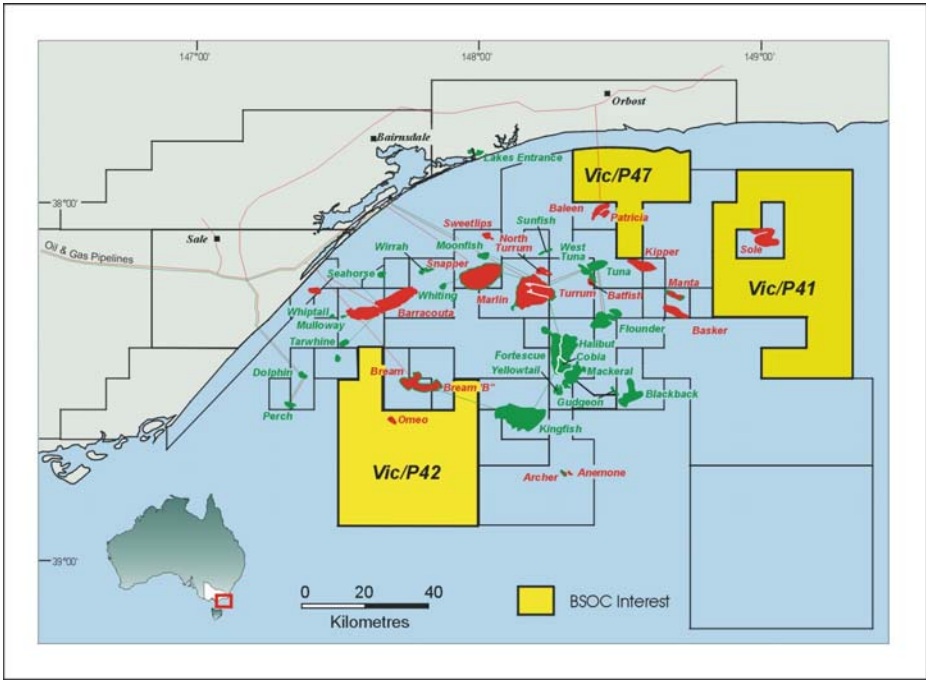 147°00'
148°00'
149°00'
Orbost
Bairnsdale
Lakes Entrance
Vic/P47
38°00'
Baleen
Patricia
Sweetlips
Sunfish
Sale
North
Turrum
West
Tuna
Sole
Oil & Gas Pipelines
Wirrah
Moonfish
Kipper
Snapper
Tuna
Seahorse
Manta
Whiting
Marlin
Turrum
Batfish
Vic/P41
Whiptail
Barracouta
Mulloway
Flounder
Basker
Tarwhine
Halibut
Fortescue
Cobia
Dolphin
Bream
Yellowtail
Mackeral
Bream "B"
Blackback
Perch
Gudgeon
Omeo
Kingfish
Vic/P42
Archer
Anemone
39°00'
0 20 40
Kilometres
BSOC Interest